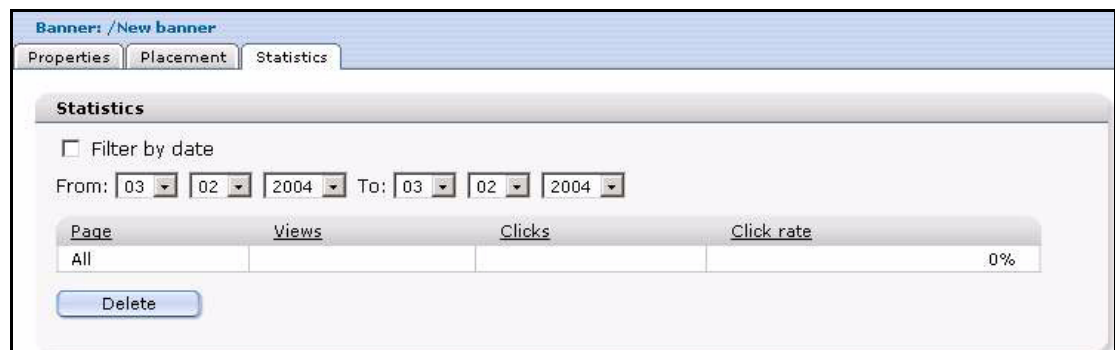 Banner: /New banner
Properties Placement Statistics
Statistics
Filter by date
From: 03 02 2004 To: 03 02 2004
Page Views Clicks Click rate
All 0%
Delete